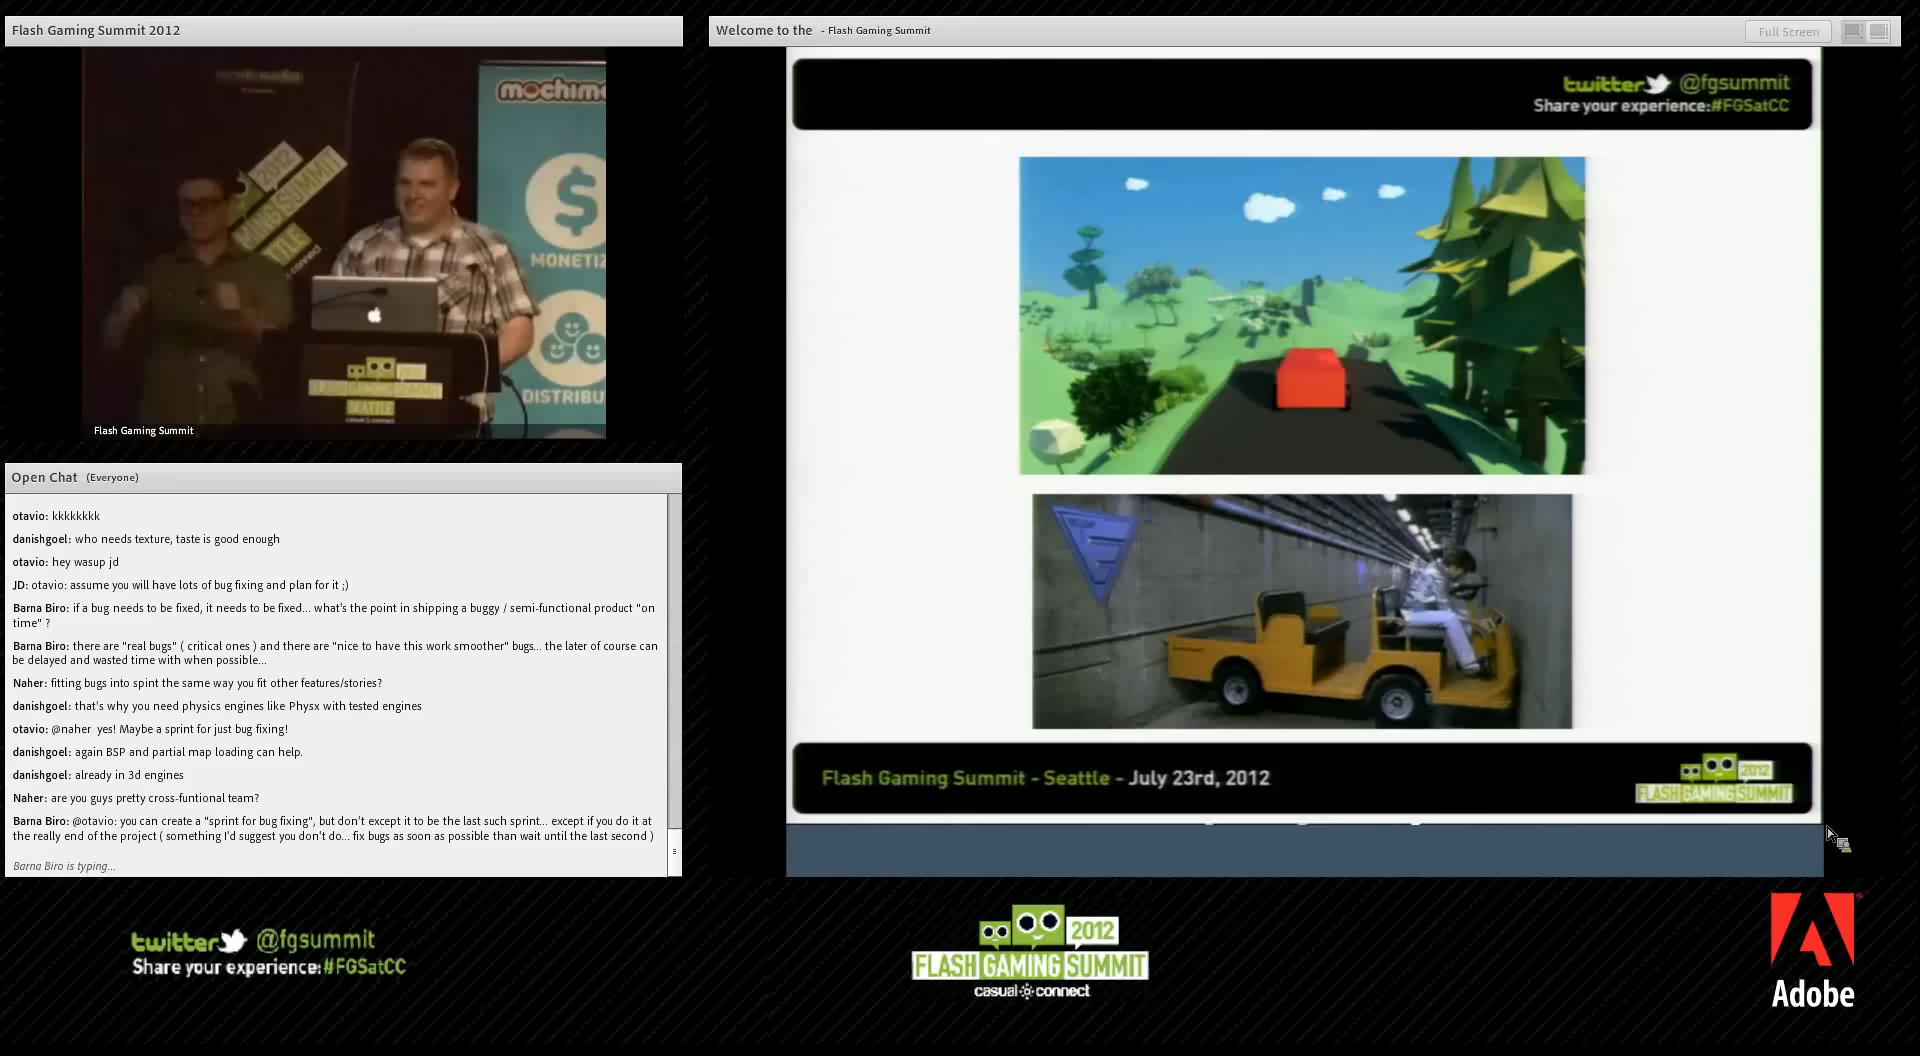 Flash Gaming Summit 2012
mochime
2012
GAMING SUMMIT
MONETIZ
DISTRIBU
SEATTLE
Flash Gaming Summit
Open Chat (Everyone)
otavio: kkkkkkkk
danishgoel: who needs texture, taste is good enough
otavio: hey wasup jd
JD: otavio: assume you will have lots of bug fixing and plan for it ;)
Barna Biro: if a bug needs to be fixed, it needs to be fixed... what's the point in shipping a buggy / semi-functional product "on
time" ?
Barna Biro: there are "real bugs" ( critical ones ) and there are "nice to have this work smoother" bugs... the later of course can
be delayed and wasted time with when possible...
Naher: fitting bugs into spint the same way you fit other features/stories?
danishgoel: that's why you need physics engines like Physx with tested engines
otavio: @naher yes! Maybe a sprint for just bug fixing!
danishgoel: again BSP and partial map loading can help.
danishgoel: already in 3d engines
Naher: are you guys pretty cross-funtional team?
Barna Biro: @otavio: you can create a "sprint for bug fixing", but don't except it to be the last such sprint... except if you do it at
the really end of the project ( something I'd suggest you don't do... fix bugs as soon as possible than wait until the last second )
Barna Biro is typing...
Welcome to the - Flash Gaming Summit
Full Screen
twitter @fgsummit
Share your experience:#FGSatCC
Flash Gaming Summit - Seattle - July 23rd, 2012
2012
FLASH GAMING SUMMIT
twitter @fgsummit
Share your experience:#FGSatCC
2012
FLASH GAMING SUMMIT
casual connect
Adobe